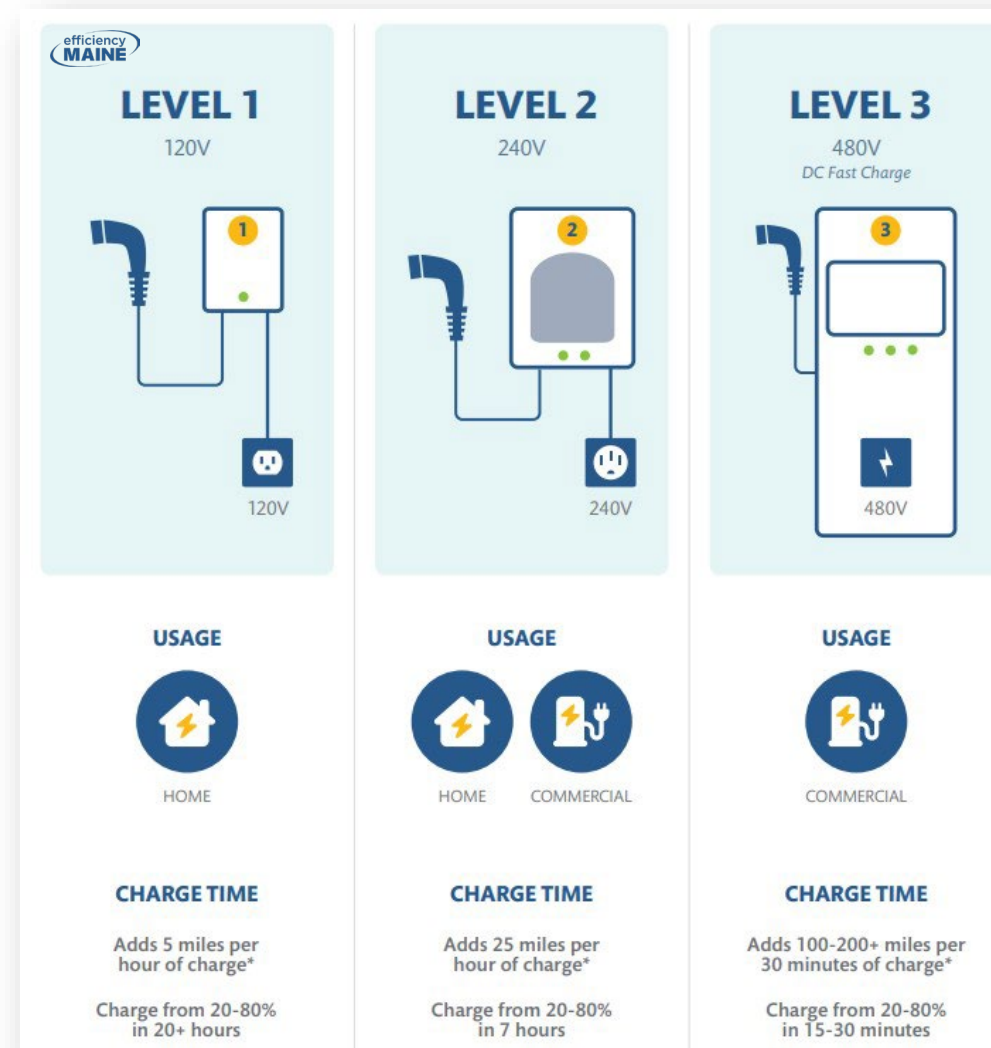 efficiency
MAINE
LEVEL 1
120V
1
120V
USAGE
HOME
CHARGE TIME
Adds 5 miles per
hour of charge*
Charge from 20-80%
in 20+ hours
LEVEL 2
240V
2
240V
USAGE
HOME
COMMERCIAL
CHARGE TIME
Adds 25 miles per
hour of charge*
Charge from 20-80%
in 7 hours
LEVEL 3
480V
DC Fast Charge
3
480V
USAGE
COMMERCIAL
CHARGE TIME
Adds 100-200+ miles per
30 minutes of charge*
Charge from 20-80%
in 15-30 minutes